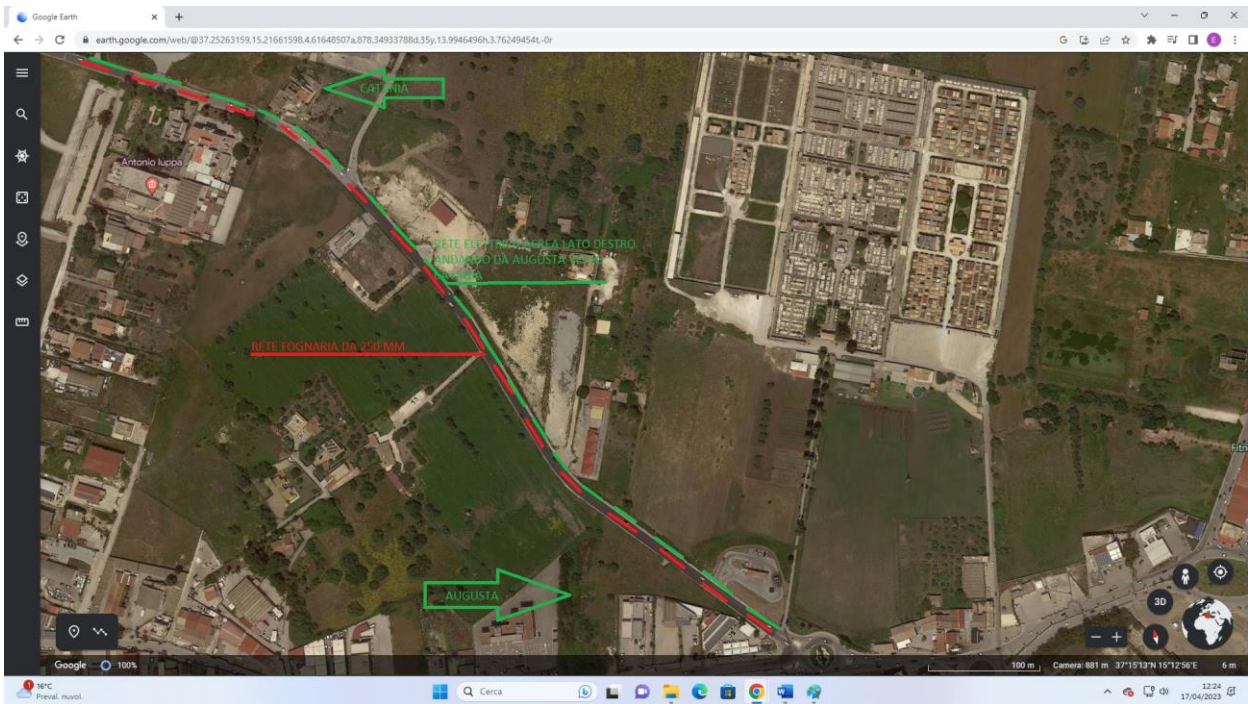 Google Earth
earth.google.com/web/@37.25263159,15.21661598,4.61648507a,878.34933788d,35y,13.9946496h,3.76249454t,-0r
E
CATANIA
Antonio Iuppa
RETE ELETTRICA AEREA LATO DESTRO
ANDANDO DA AUGUSTA
RETE FOGNARIA DA 250 MM
AUGUSTA
3D
Google
100%
100 m
Camera: 881 m
37°15'13"N 15°12'56"E
6 m
1
16°C
Preval. nuvol.
Cerca
12:24
17/04/2023